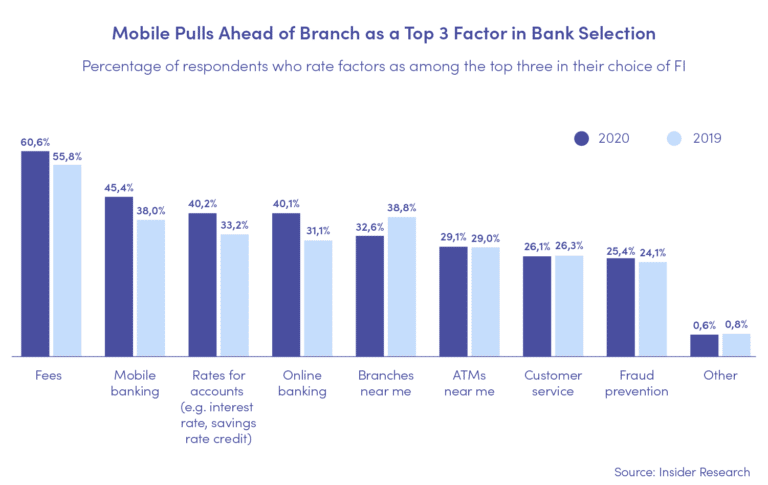 Mobile Pulls Ahead of Branch as a Top 3 Factor in Bank Selection
Percentage of respondents who rate factors as among the top three in their choice of FI
2020
2019
60,6%
55,8%
45,4%
38,0%
40,2%
33,2%
40,1%
31,1%
32,6%
38,8%
29,1%
29,0%
26,1%
26,3%
25,4%
24,1%
0,6%
0,8%
Fees
Mobile
banking
Rates for
accounts
(e.g. interest
rate, savings
rate credit)
Online
banking
Branches
near me
ATMs
near me
Customer
service
Fraud
prevention
Other
Source: Insider Research